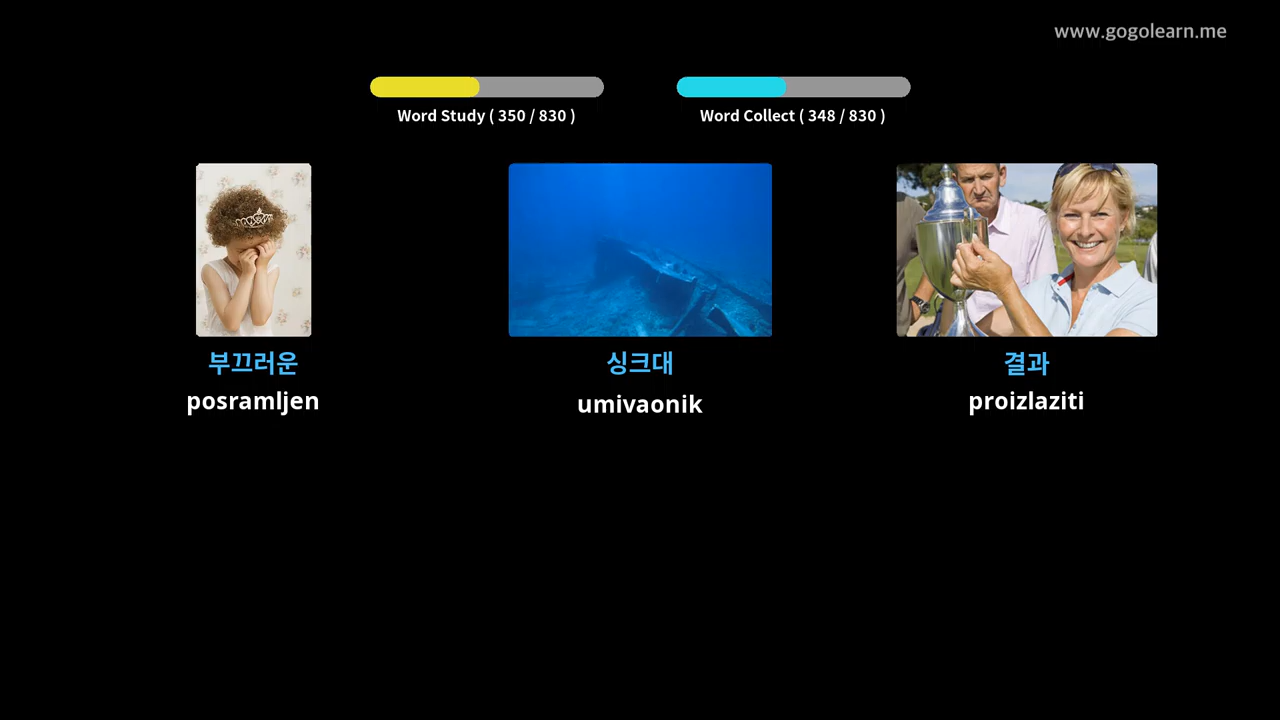 www.gogolearn.me
Word Study ( 350 / 830 )
Word Collect ( 348 / 830 )
부끄러운
싱크대
결과
posramljen
umivaonik
proizlaziti